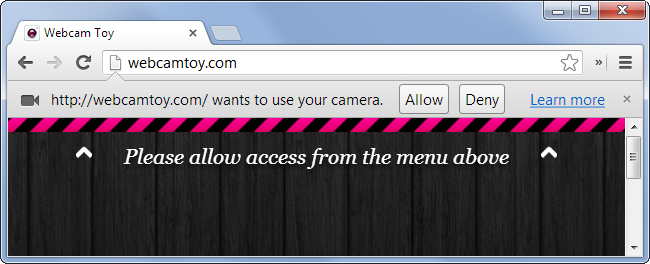 Webcam Toy
webcamtoy.com
http://webcamtoy.com/ wants to use your camera. Allow Deny Learn more
Please allow access from the menu above